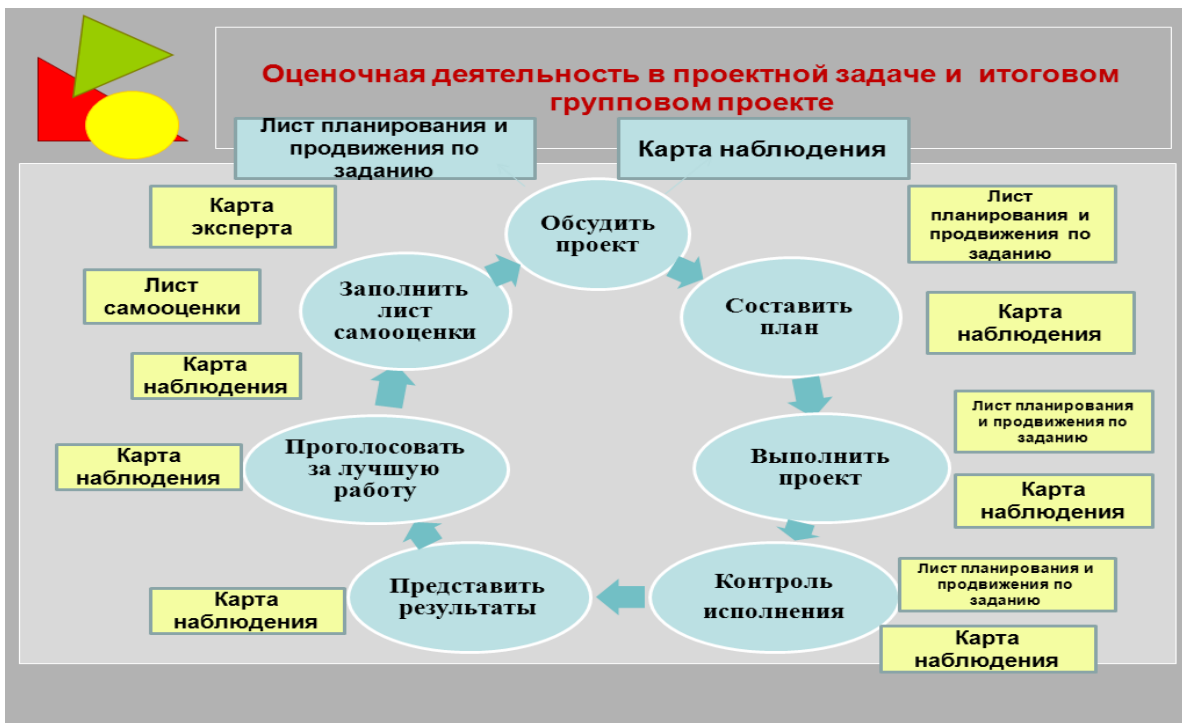 Оценочная деятельность в проектной задаче и итоговом
групповом проекте
Лист планирования и
продвижения по
заданию
Карта наблюдения
Обсудить
проект
Лист
планирования и
продвижения по
заданию
Составить
план
Карта
наблюдения
Лист планирования
и продвижения по
заданию
Выполнить
проект
Карта
наблюдения
Лист планирования и
продвижения по
заданию
Контроль
исполнения
Карта
наблюдения
Представить
результаты
Карта
наблюдения
Проголосовать
за лучшую
работу
Карта
наблюдения
Карта
наблюдения
Заполнить
лист
самооценки
Лист
самооценки
Карта
эксперта